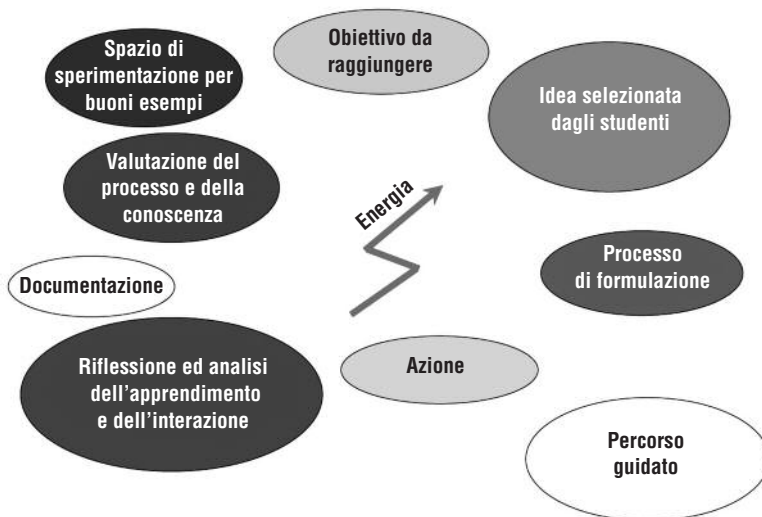 Spazio di
sperimentazione per
buoni esempi
Obiettivo da
raggiungere
Idea selezionata
dagli studenti
Valutazione del
processo e della
conoscenza
Energia
Processo
di formulazione
Documentazione
Riflessione ed analisi
dell'apprendimento
e dell'interazione
Azione
Percorso
guidato